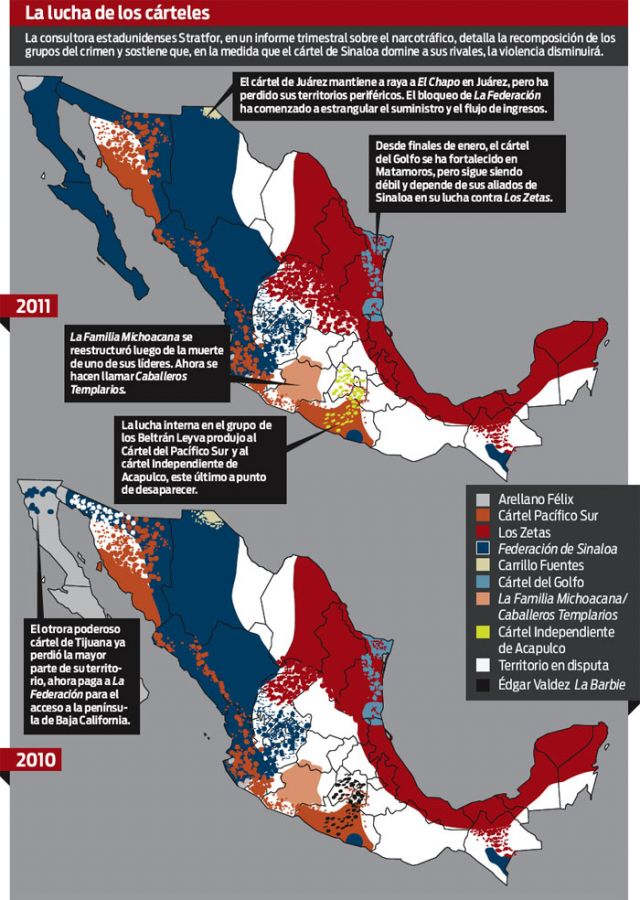 La lucha de los cárteles
La consultora estadunidenses Stratfor, en un informe trimestral sobre el narcotráfico, detalla la recomposición de los
grupos del crimen y sostiene que, en la medida que el cártel de Sinaloa domine a sus rivales, la violencia disminuirá.
El cártel de Juárez mantiene a raya a El Chapo en Juárez, pero ha
perdido sus territorios periféricos. El bloqueo de La Federación
ha comenzado a estrangular el suministro y el flujo de ingresos.
Desde finales de enero, el cártel
del Golfo se ha fortalecido en
Matamoros, pero sigue siendo
débil y depende de sus aliados de
Sinaloa en su lucha contra Los Zetas.
2011
La Familia Michoacana se
reestructuró luego de la muerte
de uno de sus líderes. Ahora se
hacen llamar Caballeros
Templarios.
La lucha interna en el grupo de
los Beltrán Leyva produjo al
Cártel del Pacífico Sur y al
cártel Independiente de
Acapulco, este último a punto
de desaparecer.
Arellano Félix
Cártel Pacífico Sur
Los Zetas
Federación de Sinaloa
Carrillo Fuentes
Cártel del Golfo
La Familia Michoacana/
Caballeros Templarios
Cártel Independiente
de Acapulco
Territorio en disputa
Édgar Valdez La Barbie
El otrora poderoso
cártel de Tijuana ya
perdió la mayor
parte de su territo-
rio, ahora paga a La
Federación para el
acceso a la penínsu-
la de Baja California.
2010